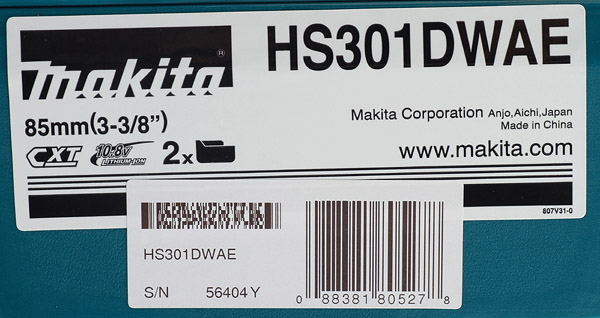 makita®
HS301DWAE
85mm(3-3/8”)
CXT 10.8V LITHIUM-ION 2x
Makita Corporation Anjo,Aichi,Japan
Made in China
www.makita.com
807V31-0
HS301DWAE
S/N 56404 Y
0 88381 80527 8